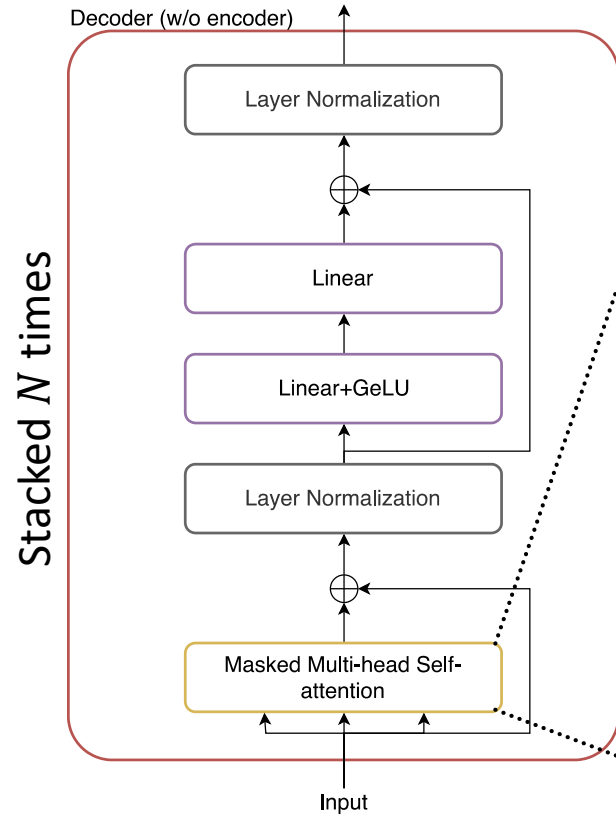 Decoder (w/o encoder)
Layer Normalization
Linear
Linear+GeLU
Layer Normalization
Masked Multi-head Self-
attention
Input
Stacked N times